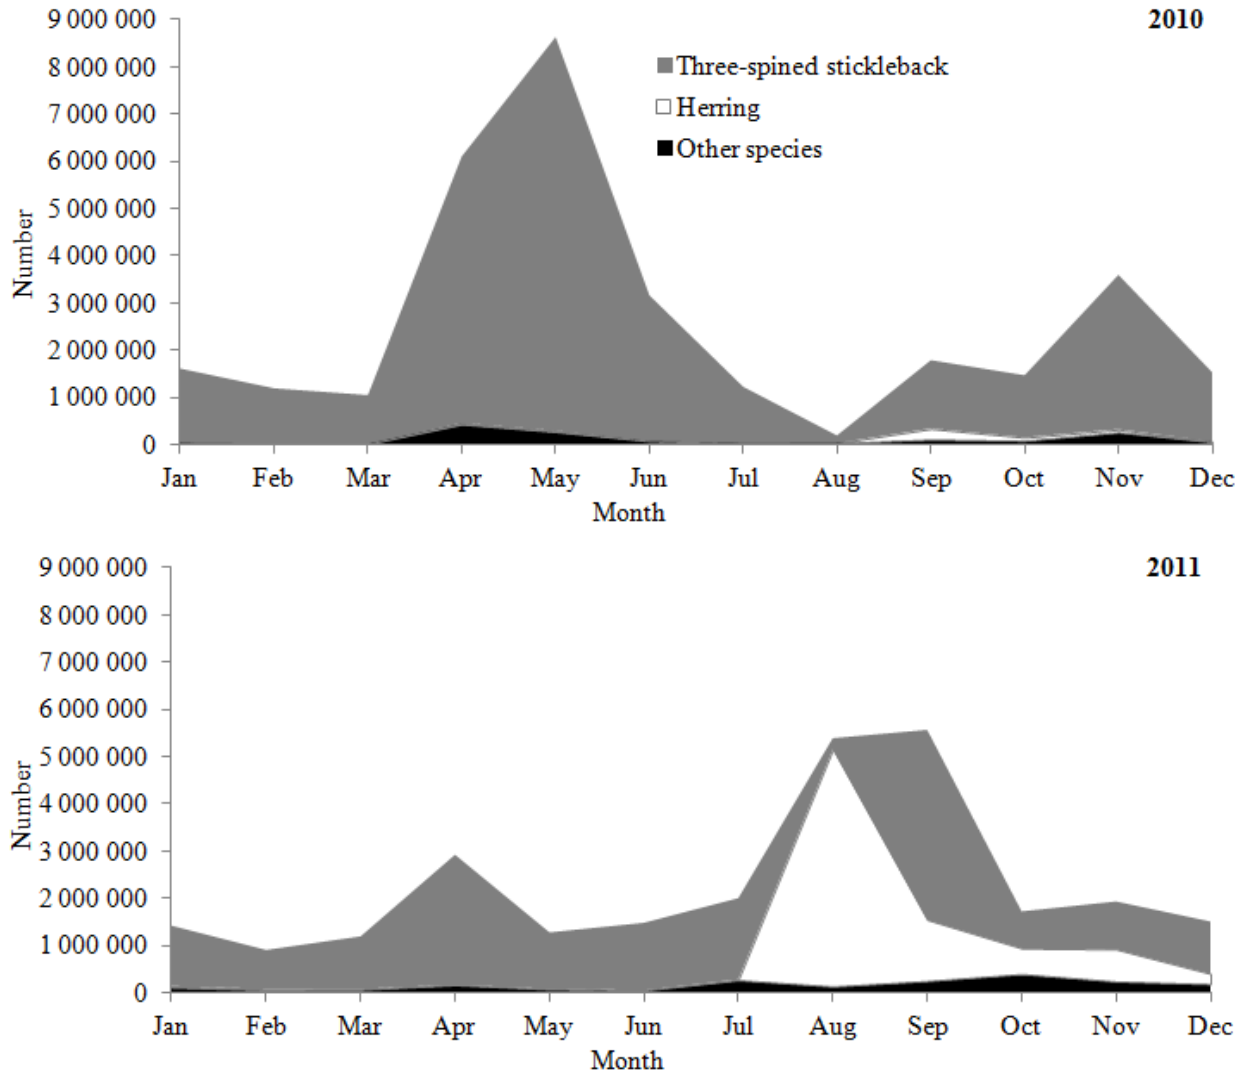 2010
Three-spined stickleback
Herring
Other species
9 000 000
8 000 000
7 000 000
6 000 000
5 000 000
4 000 000
3 000 000
2 000 000
1 000 000
0
Number
Jan Feb Mar Apr May Jun Jul Aug Sep Oct Nov Dec
Month
2011
9 000 000
8 000 000
7 000 000
6 000 000
5 000 000
4 000 000
3 000 000
2 000 000
1 000 000
0
Number
Jan Feb Mar Apr May Jun Jul Aug Sep Oct Nov Dec
Month